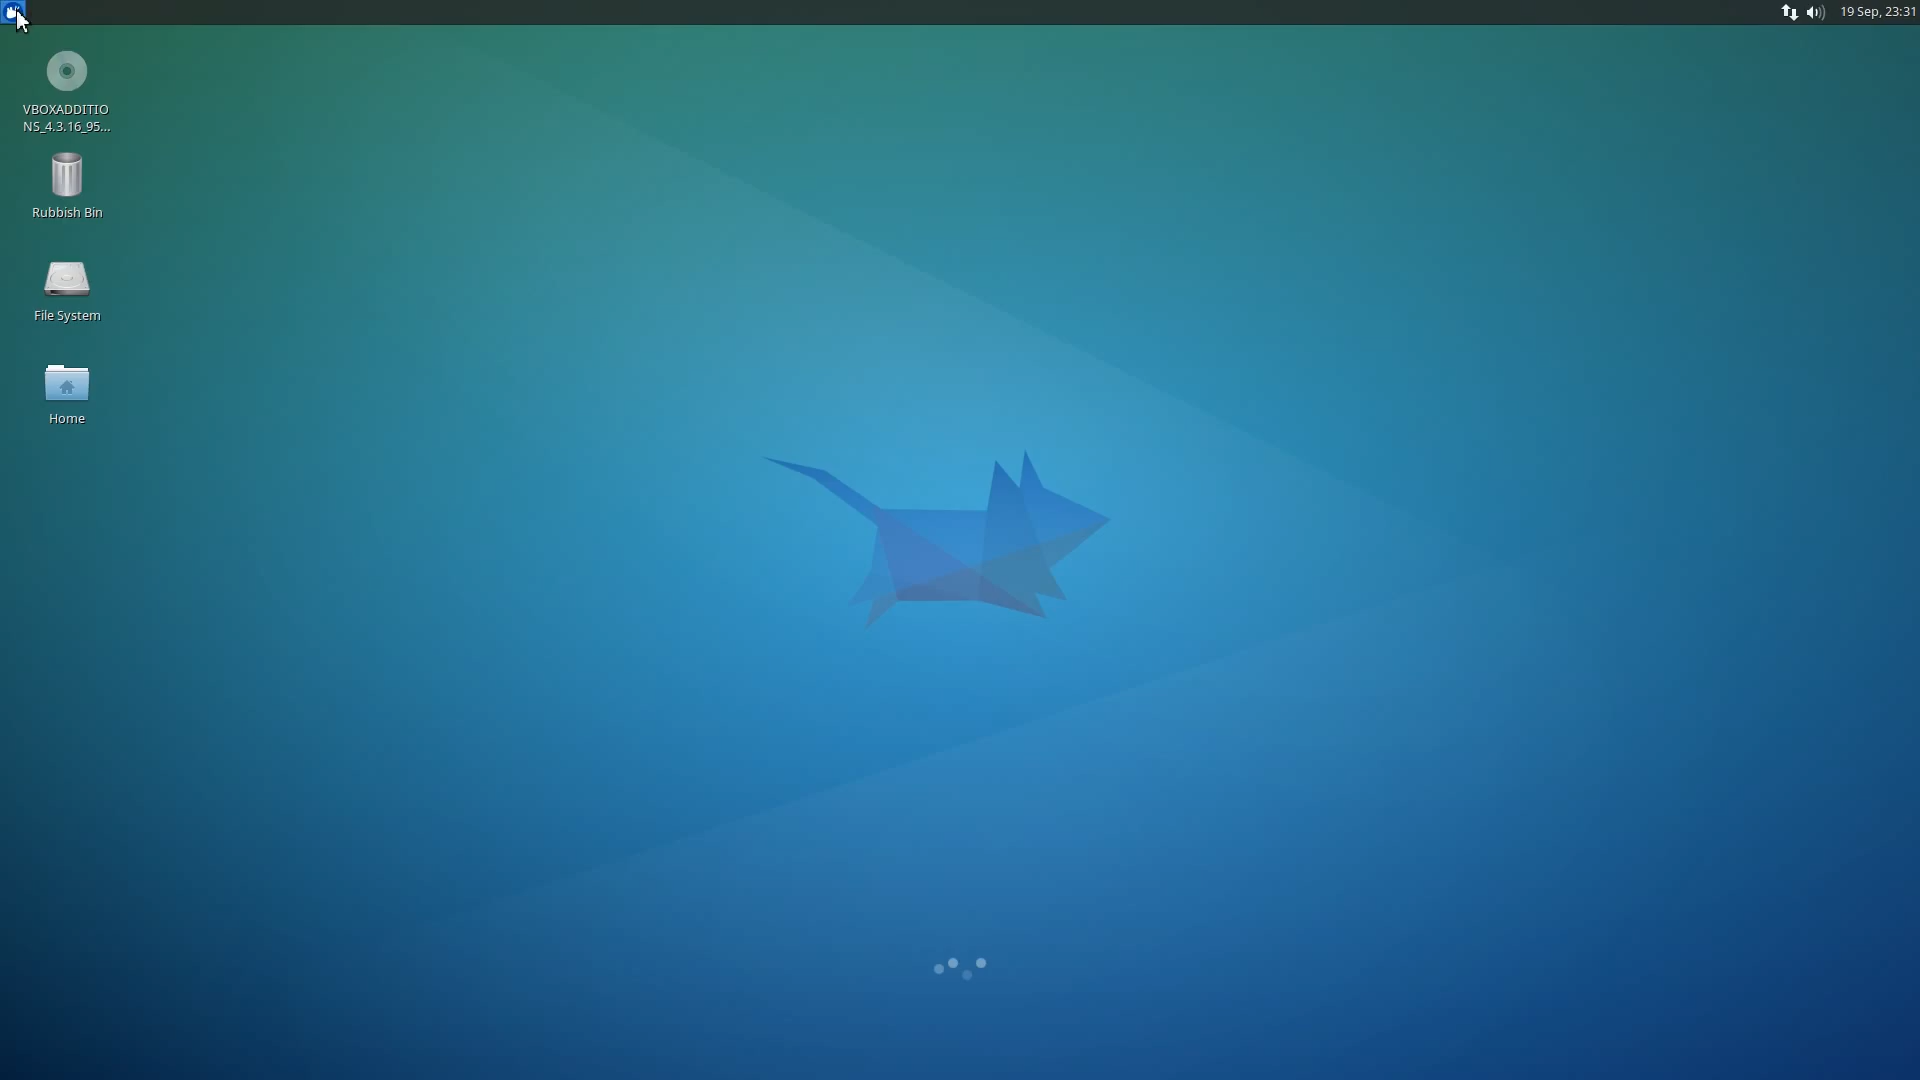 19 Sep, 23:31
VBOXADDITIO
NS_4.3.16_95...
Rubbish Bin
File System
Home